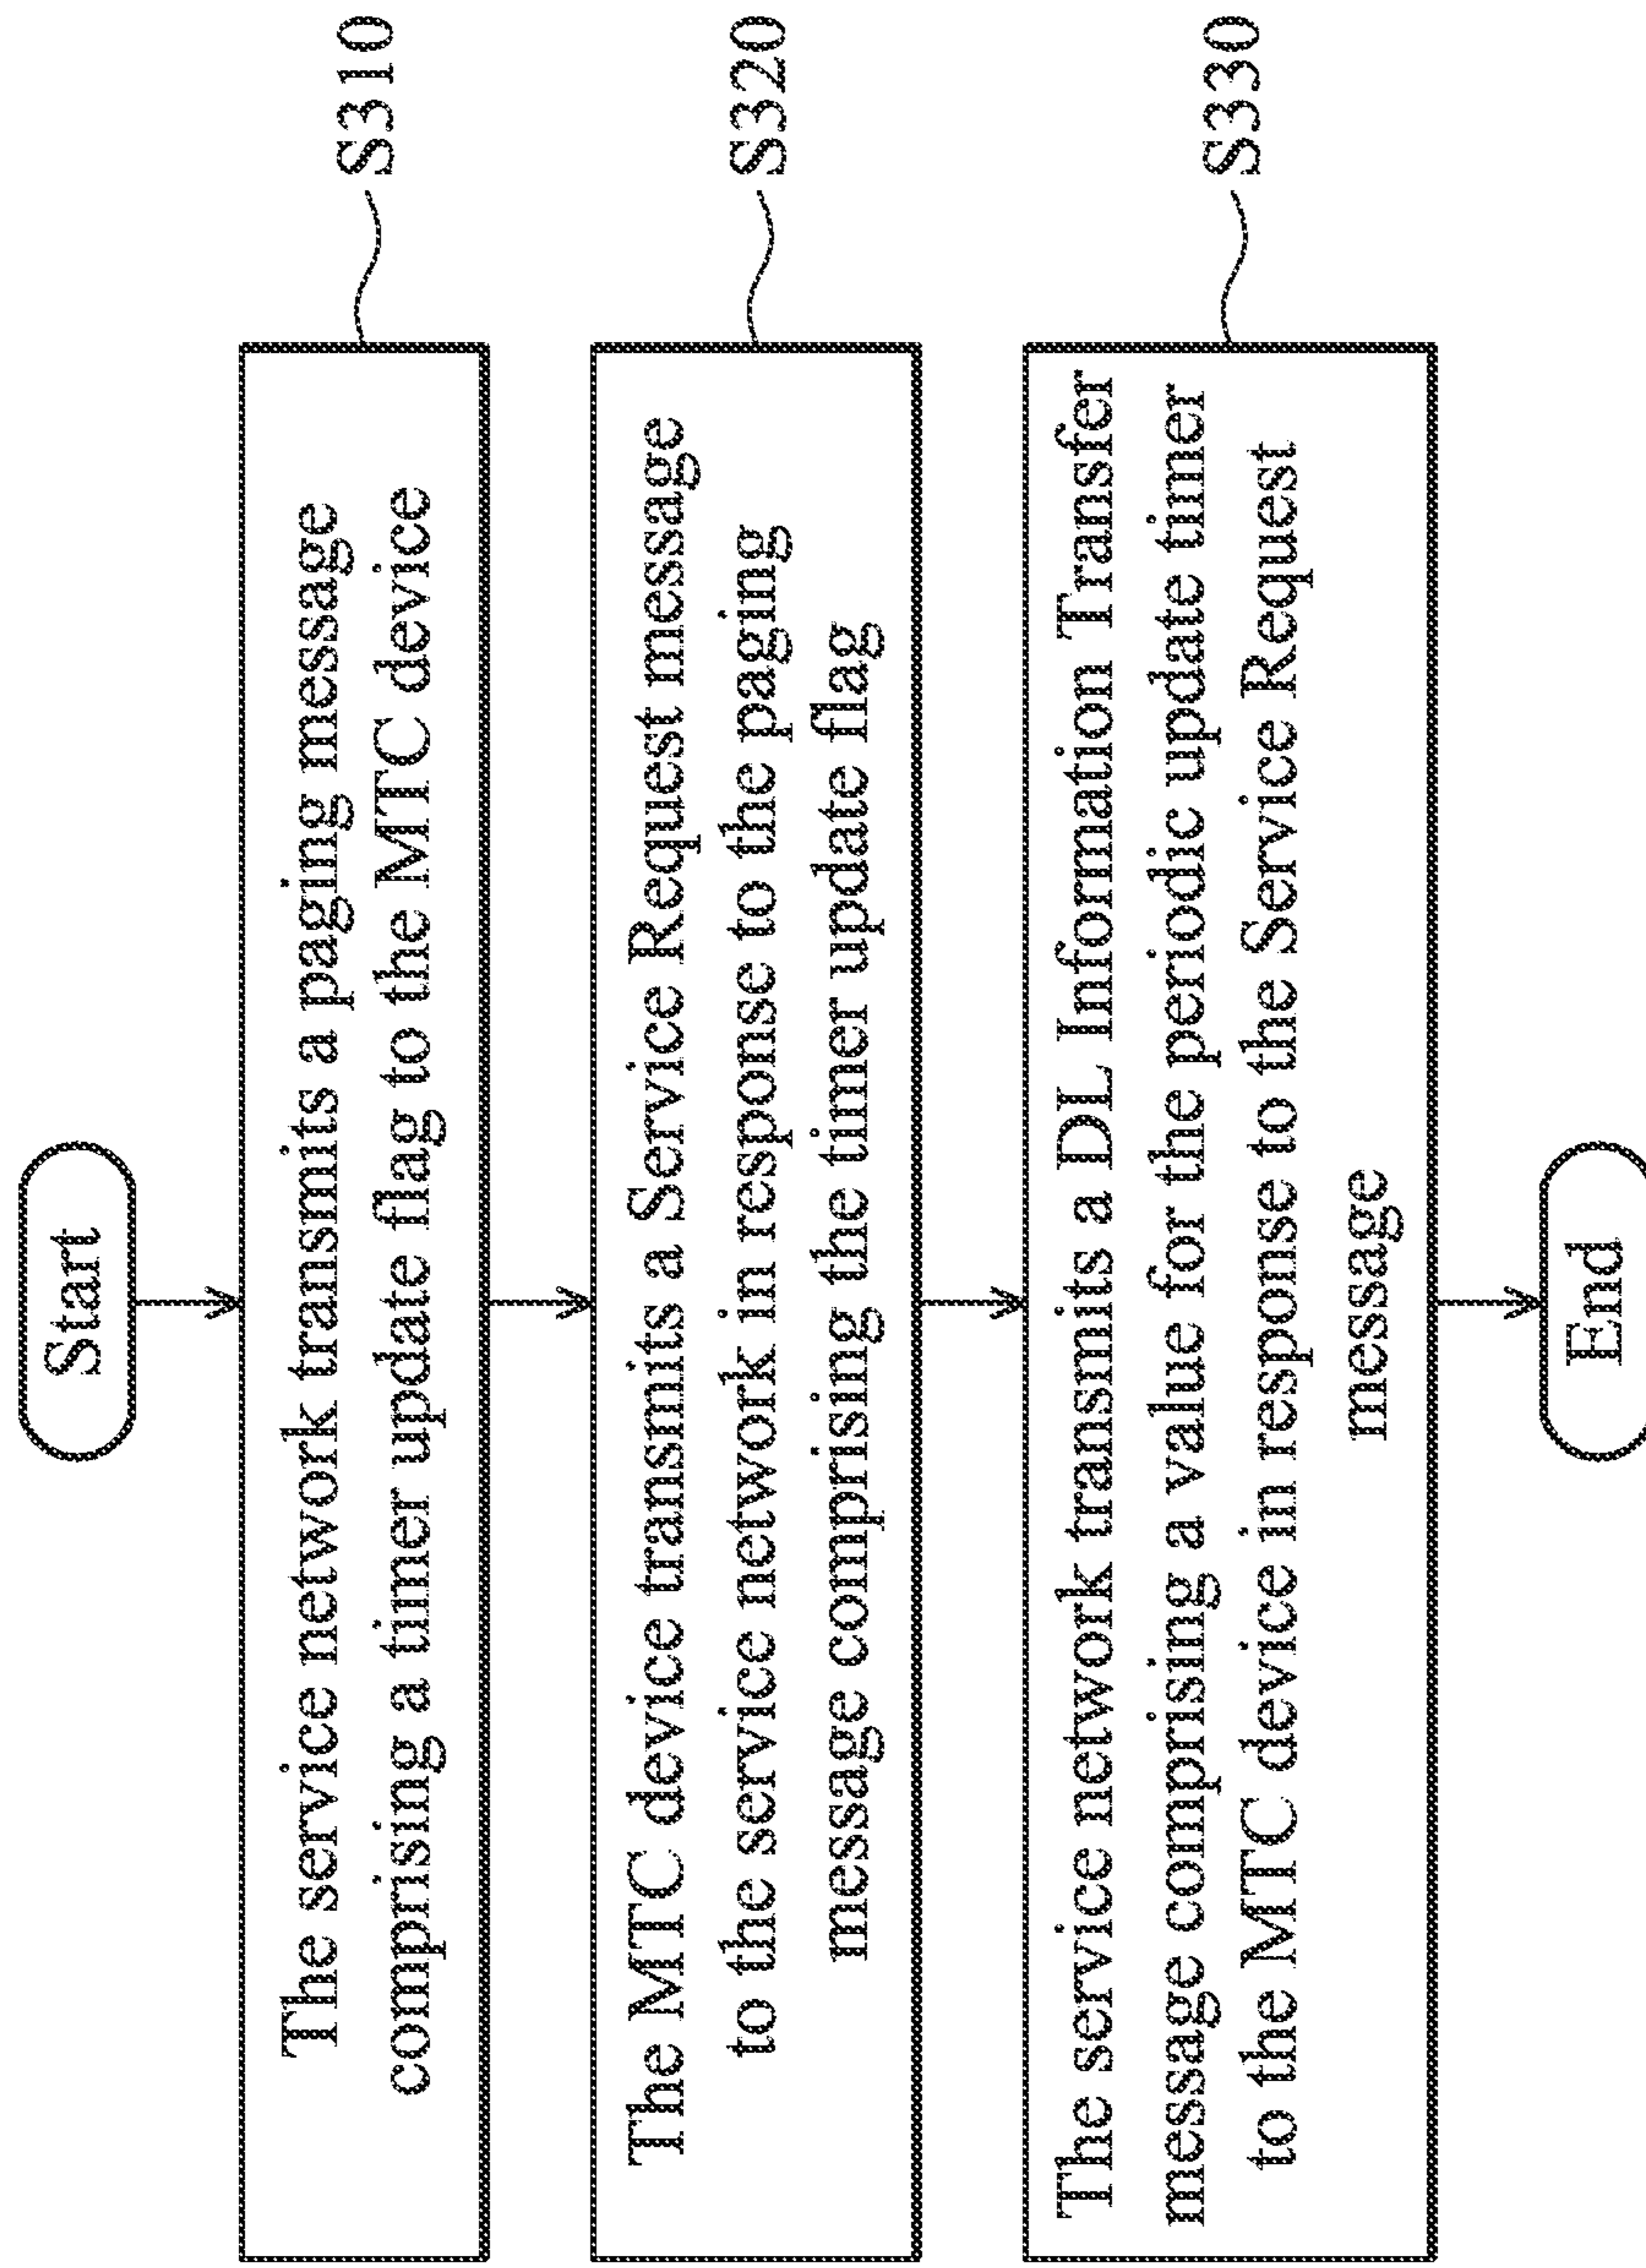 Start
The service network transmits a paging message
comprising a timer update flag to the MTC device
S310
The MTC device transmits a Service Request message
to the service network in response to the paging
message comprising the timer update flag
S320
The service network transmits a DL Information Transfer
message comprising a value for the periodic update timer
to the MTC device in response to the Service Request
message
S330
End